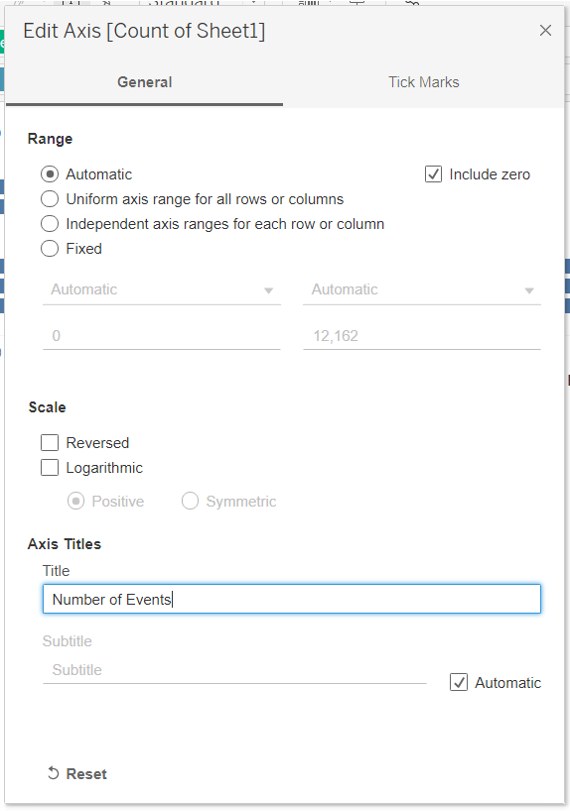 Standard
Edit Axis [Count of Sheet1]
General
Tick Marks
Range
Automatic
Include zero
Uniform axis range for all rows or columns
Independent axis ranges for each row or column
Fixed
Automatic
Automatic
0
12,162
Scale
Reversed
Logarithmic
Positive
Symmetric
Axis Titles
Title
Number of Events
Subtitle
Subtitle
Automatic
Reset